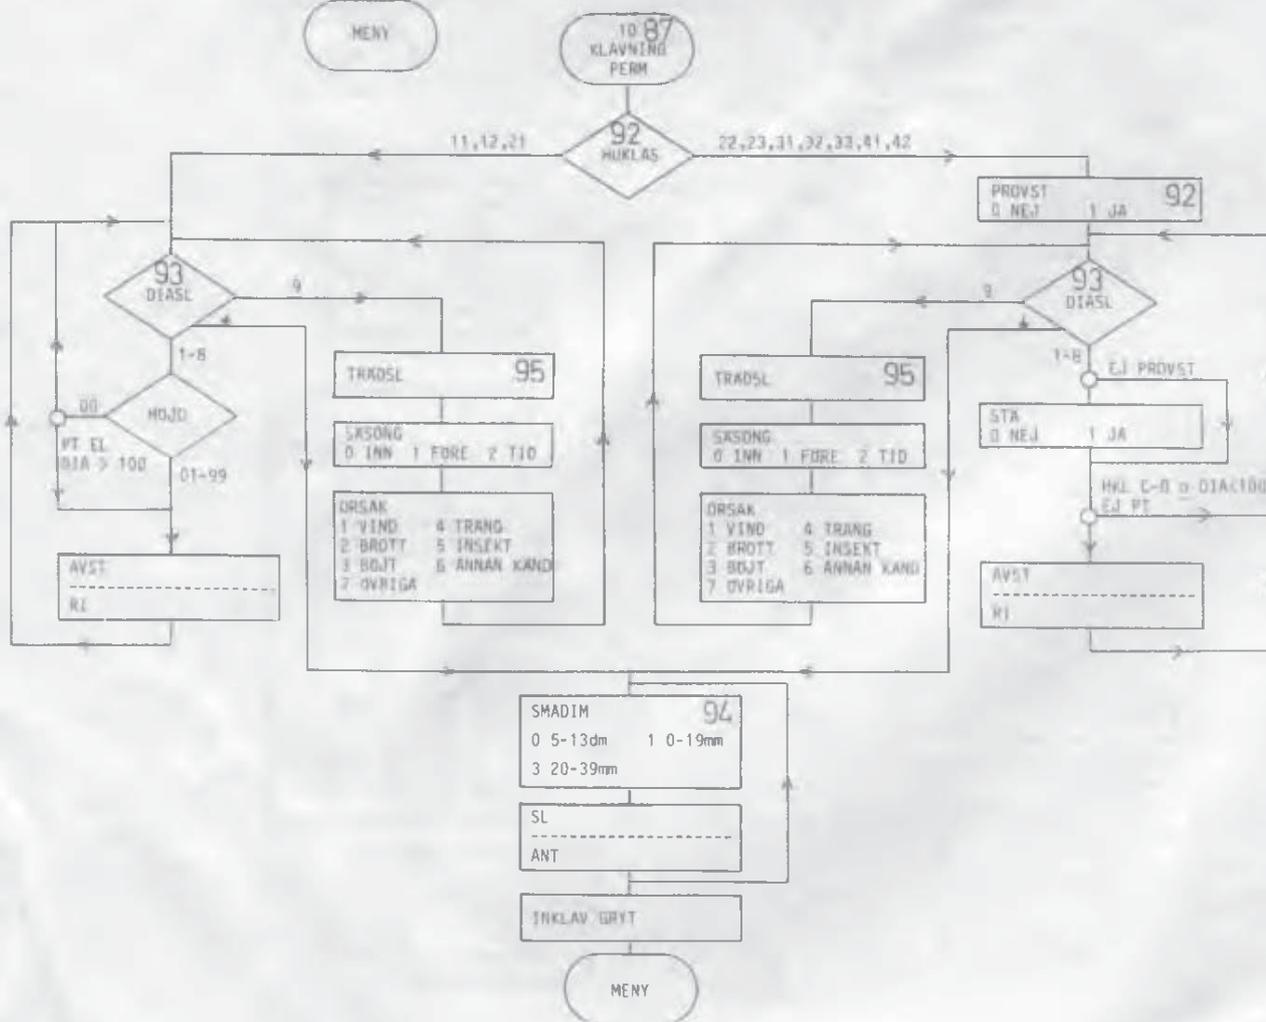 MENY
10 87
KLAVNING
PERM
92
HUKLAS
11,12,21
22,23,31,32,33,41,42
PROVST 92
0 NEJ 1 JA
93
DIASL
9
1-8
HOJD
00
PT EL
DIA > 100
01-99
AVST
RI
TRADSL 95
SASONG
0 INN 1 FORE 2 TID
ORSAK
1 VIND 4 TRANG
2 BROTT 5 INSEKT
3 BOJT 6 ANNAN KAND
7 OVRIGA
93
DIASL
9
1-8
EJ PROVST
STA
0 NEJ 1 JA
HKL C-D o DIA<100
EJ PT
AVST
RI
TRADSL 95
SASONG
0 INN 1 FORE 2 TID
ORSAK
1 VIND 4 TRANG
2 BROTT 5 INSEKT
3 BOJT 6 ANNAN KAND
7 OVRIGA
SMADIM 94
0 5-13dm 1 0-19mm
3 20-39mm
SL
ANT
INKLAV GRYT
MENY